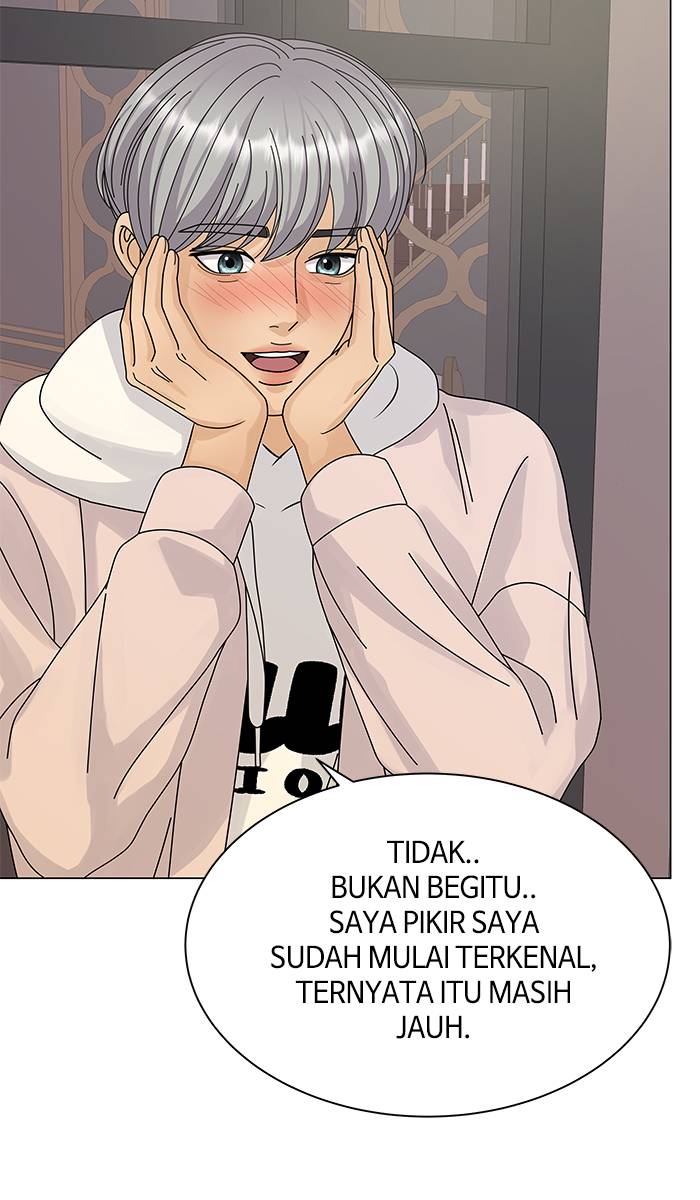 TIDAK..
BUKAN BEGITU..
SAYA PIKIR SAYA
SUDAH MULAI TERKENAL,
TERNYATA ITU MASIH
JAUH.